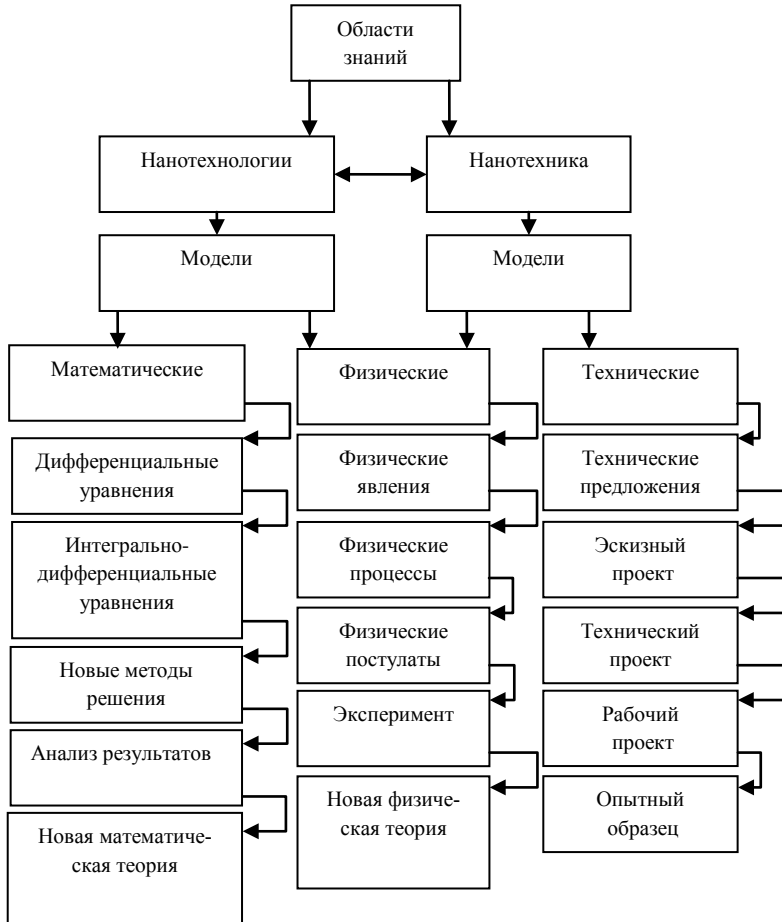 Области
знаний
Нанотехнологии
Нанотехника
Модели
Модели
Математические
Физические
Технические
Дифференциальные
уравнения
Физические
явления
Технические
предложения
Интегрально-
дифференциальные
уравнения
Физические
процессы
Эскизный
проект
Новые методы
решения
Физические
постулаты
Технический
проект
Анализ результатов
Эксперимент
Рабочий
проект
Новая математиче-
ская теория
Новая физиче-
ская теория
Опытный
образец